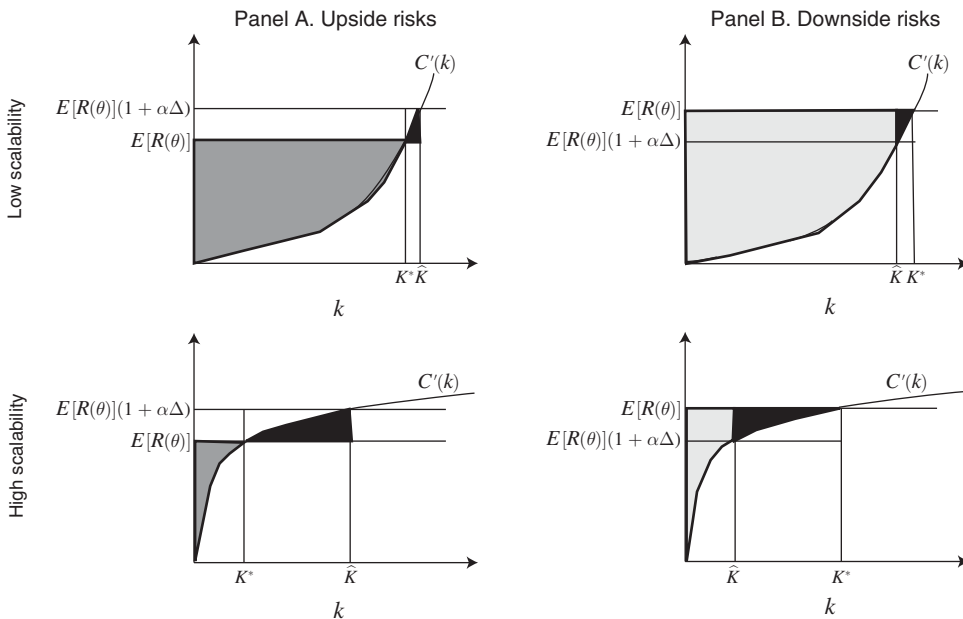 Panel A. Upside risks
Panel B. Downside risks
Low scalability
C′(k)
E[R(θ)](1 + αΔ)
E[R(θ)]
K* K̂
k
C′(k)
E[R(θ)]
E[R(θ)](1 + αΔ)
K̂ K*
k
High scalability
C′(k)
E[R(θ)](1 + αΔ)
E[R(θ)]
K* K̂
k
C′(k)
E[R(θ)]
E[R(θ)](1 + αΔ)
K̂ K*
k